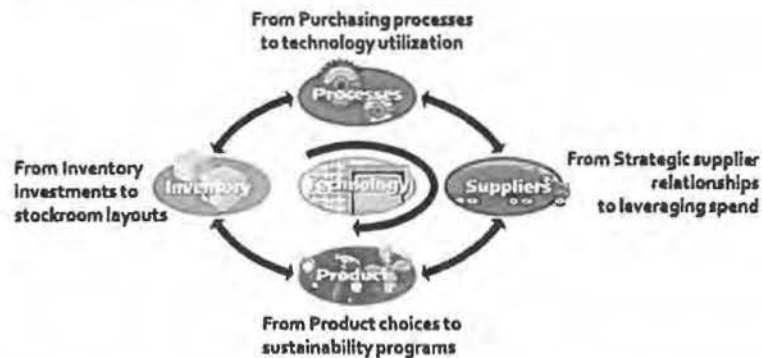 From Purchasing processes
to technology utilization
Processes
From Inventory
Investments to
stockroom layouts
Inventory
Technology
Suppliers
From Strategic supplier
relationships
to leveraging spend
Products
From Product choices to
sustainability programs